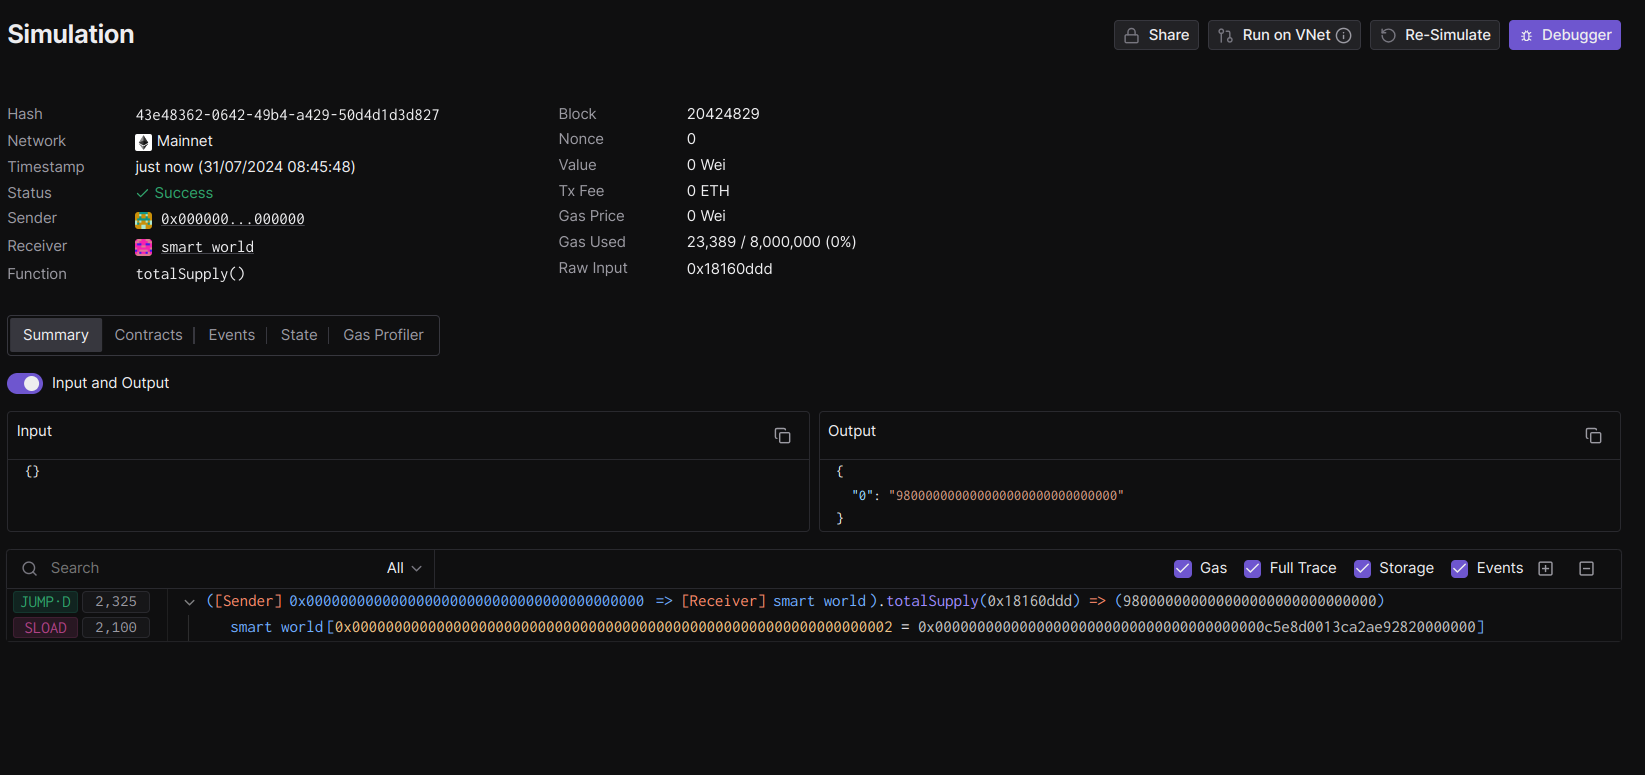 Simulation
Share
Run on VNet
Re-Simulate
Debugger
Hash 43e48362-0642-49b4-a429-50d4d1d3d827
Network Mainnet
Timestamp just now (31/07/2024 08:45:48)
Status Success
Sender 0x000000...000000
Receiver smart world
Function totalSupply()
Block 20424829
Nonce 0
Value 0 Wei
Tx Fee 0 ETH
Gas Price 0 Wei
Gas Used 23,389 / 8,000,000 (0%)
Raw Input 0x18160ddd
Summary Contracts Events State Gas Profiler
Input and Output
Input
{}
Output
{
"0": "980000000000000000000000000000"
}
Search All Gas Full Trace Storage Events
JUMP·D 2,325 ([Sender] 0x0000000000000000000000000000000000000000 => [Receiver] smart world ).totalSupply(0x18160ddd) => (980000000000000000000000000000)
SLOAD 2,100 smart world[0x0000000000000000000000000000000000000000000000000000000000000002 = 0x000000000000000000000000000000000000000c5e8d0013ca2ae92820000000]